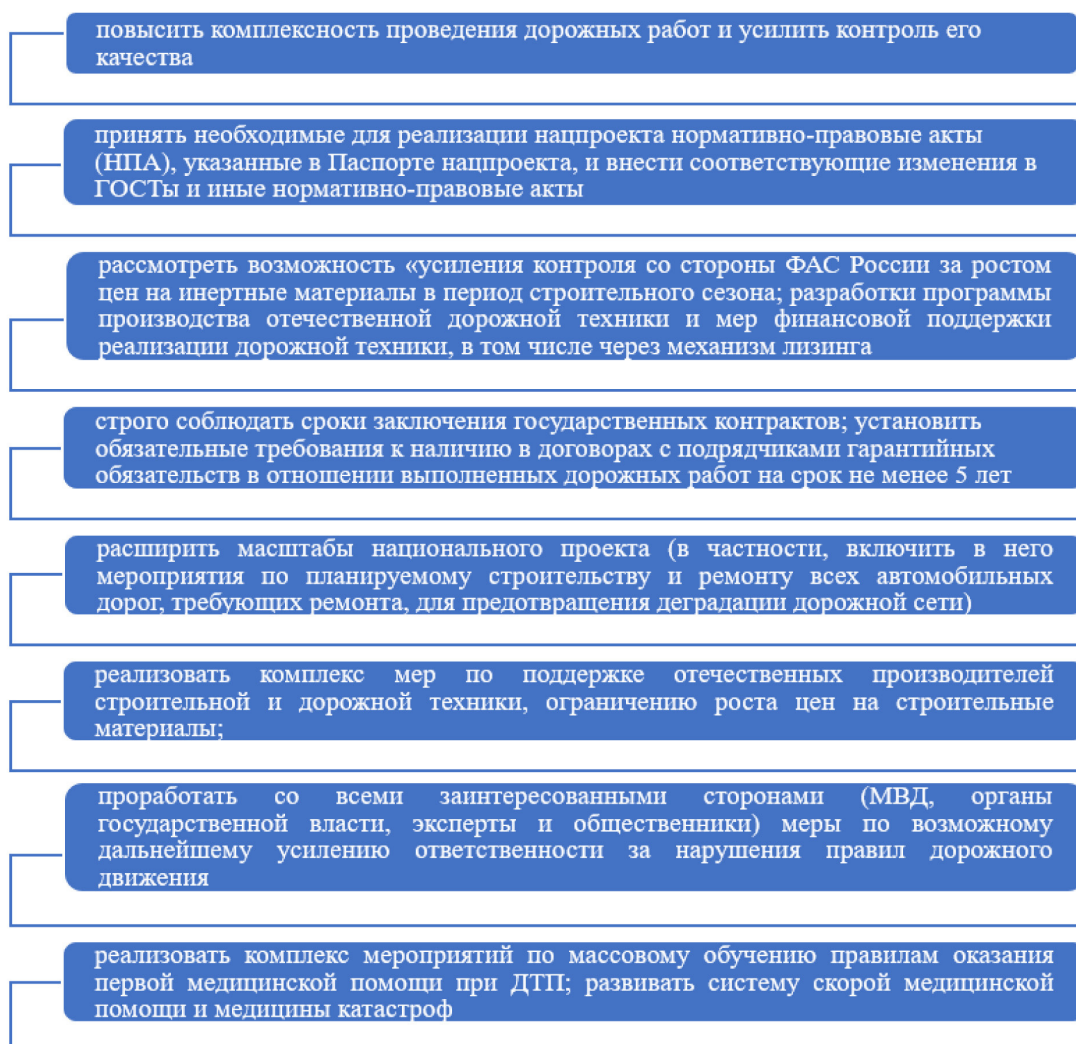 повысить комплексность проведения дорожных работ и усилить контроль его
качества
принять необходимые для реализации нацпроекта нормативно-правовые акты
(НПА), указанные в Паспорте нацпроекта, и внести соответствующие изменения в
ГОСТы и иные нормативно-правовые акты
рассмотреть возможность «усиления контроля со стороны ФАС России за ростом
цен на инертные материалы в период строительного сезона; разработки программы
производства отечественной дорожной техники и мер финансовой поддержки
реализации дорожной техники, в том числе через механизм лизинга
строго соблюдать сроки заключения государственных контрактов; установить
обязательные требования к наличию в договорах с подрядчиками гарантийных
обязательств в отношении выполненных дорожных работ на срок не менее 5 лет
расширить масштабы национального проекта (в частности, включить в него
мероприятия по планируемому строительству и ремонту всех автомобильных
дорог, требующих ремонта, для предотвращения деградации дорожной сети)
реализовать комплекс мер по поддержке отечественных производителей
строительной и дорожной техники, ограничению роста цен на строительные
материалы;
проработать со всеми заинтересованными сторонами (МВД, органы
государственной власти, эксперты и общественники) меры по возможному
дальнейшему усилению ответственности за нарушения правил дорожного
движения
реализовать комплекс мероприятий по массовому обучению правилам оказания
первой медицинской помощи при ДТП; развивать систему скорой медицинской
помощи и медицины катастроф